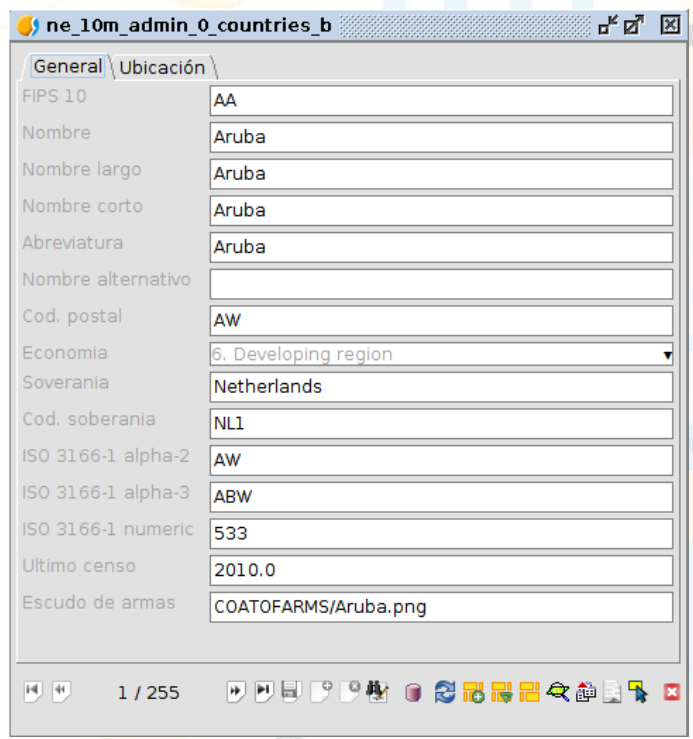 ne_10m_admin_0_countries_b
General Ubicación
FIPS 10 AA
Nombre Aruba
Nombre largo Aruba
Nombre corto Aruba
Abreviatura Aruba
Nombre alternativo
Cod. postal AW
Economia 6. Developing region
Soverania Netherlands
Cod. soberania NL1
ISO 3166-1 alpha-2 AW
ISO 3166-1 alpha-3 ABW
ISO 3166-1 numeric 533
Ultimo censo 2010.0
Escudo de armas COATOFARMS/Aruba.png
1 / 255